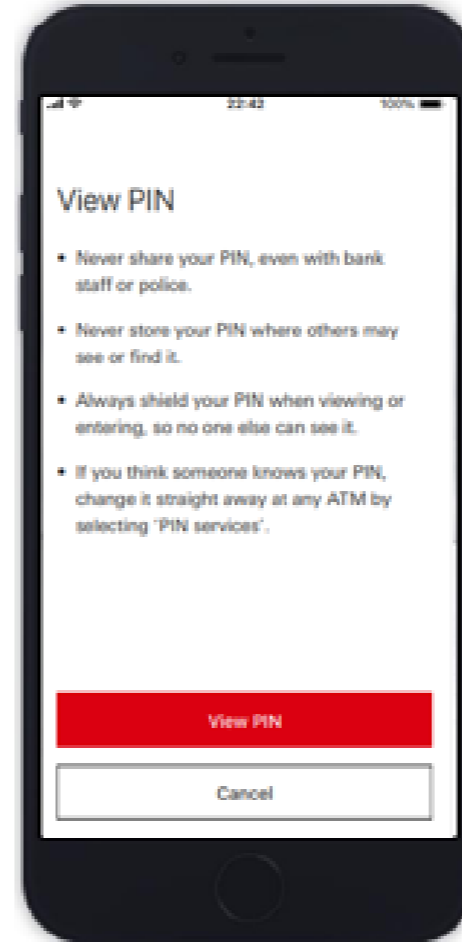 22:42 100%
View PIN
• Never share your PIN, even with bank
staff or police.
• Never store your PIN where others may
see or find it.
• Always shield your PIN when viewing or
entering, so no one else can see it.
• If you think someone knows your PIN,
change it straight away at any ATM by
selecting 'PIN services'.
View PIN
Cancel